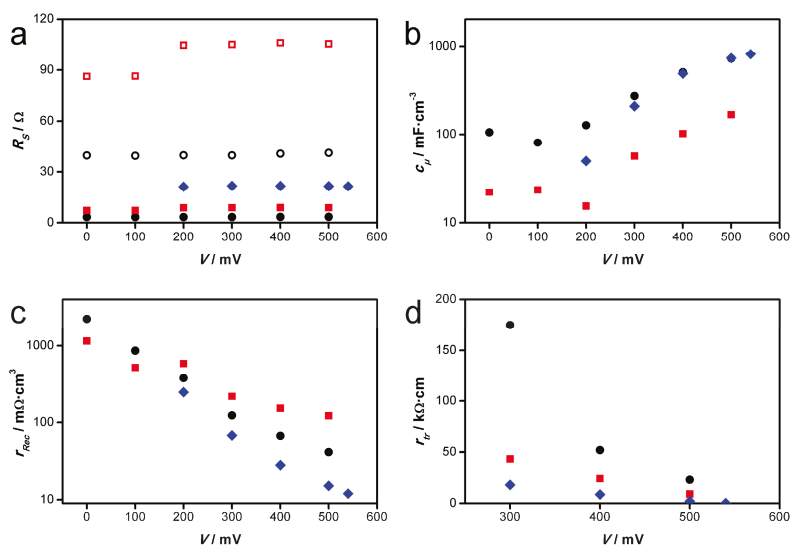 a
120
90
60
30
0
R_S / Ω
0 100 200 300 400 500 600
V / mV
b
1000
100
10
c_μ / mF·cm⁻³
0 100 200 300 400 500 600
V / mV
c
1000
100
10
r_Rec / mΩ·cm³
0 100 200 300 400 500 600
V / mV
d
200
150
100
50
0
r_tr / kΩ·cm
300 400 500 600
V / mV